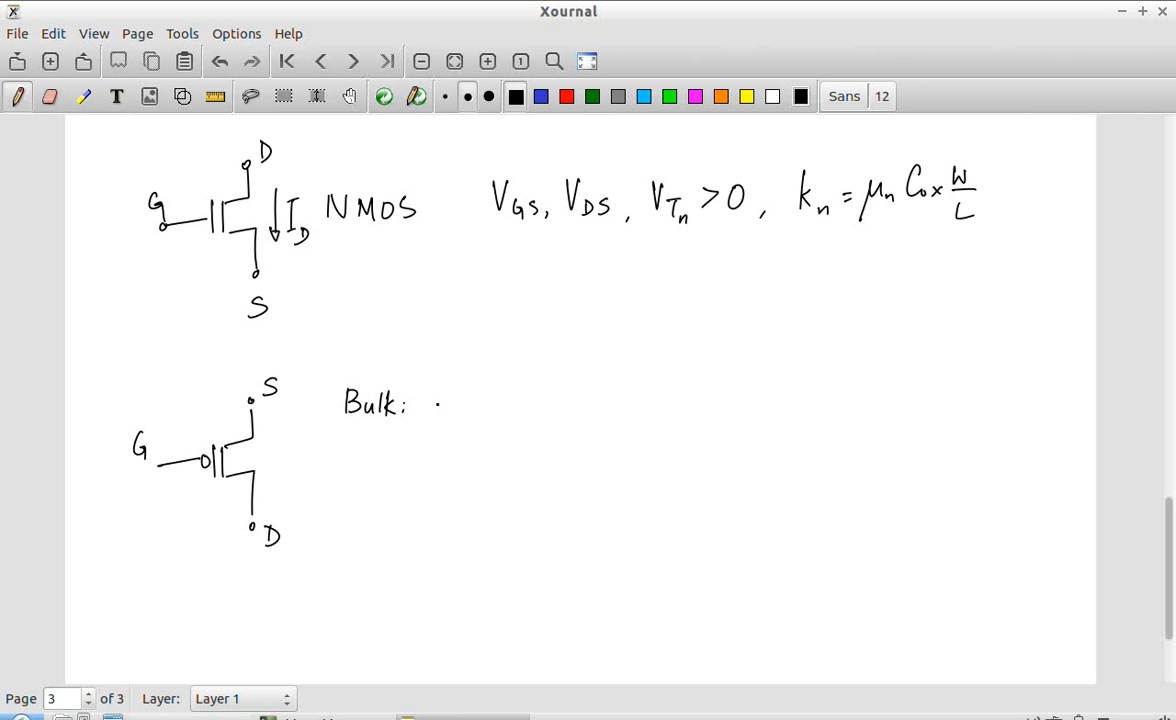 Xournal
File Edit View Page Tools Options Help
Sans 12
D
G
I_D NMOS V_GS, V_DS, V_Tn > 0, k_n = μ_n C_ox W/L
S
S
Bulk:
G
D
Page 3 of 3 Layer: Layer 1